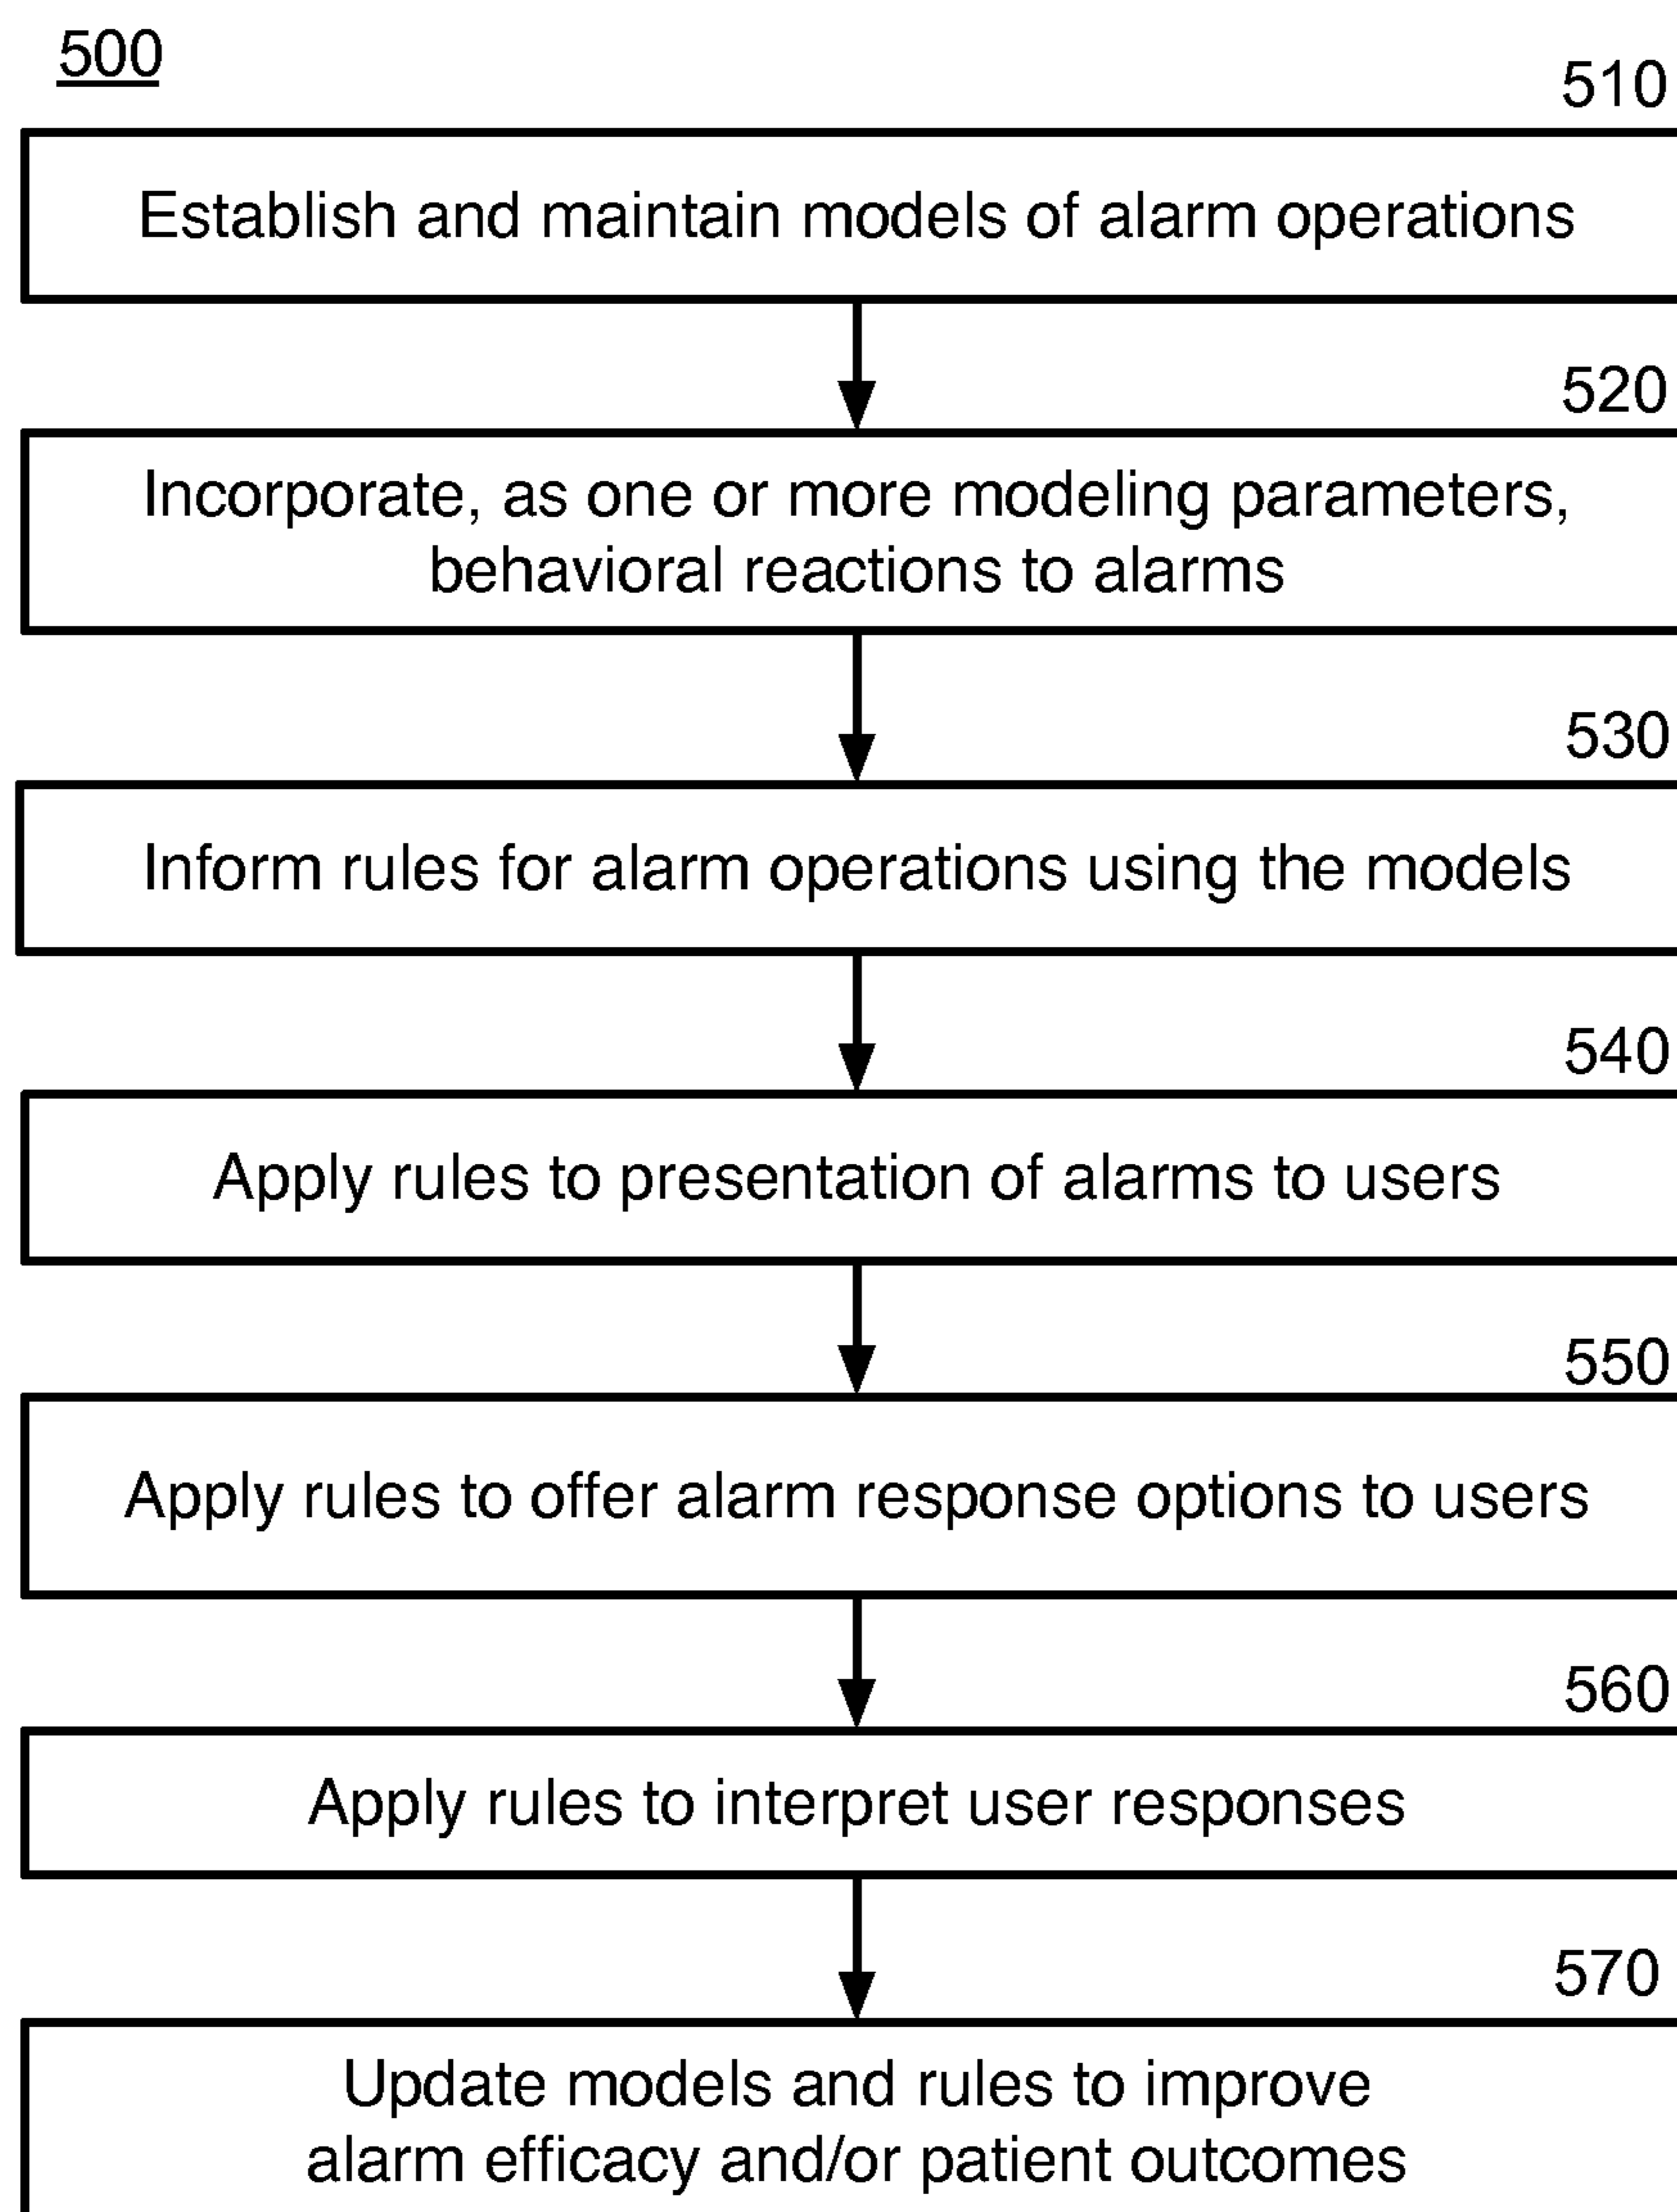 500
510
Establish and maintain models of alarm operations
520
Incorporate, as one or more modeling parameters,
behavioral reactions to alarms
530
Inform rules for alarm operations using the models
540
Apply rules to presentation of alarms to users
550
Apply rules to offer alarm response options to users
560
Apply rules to interpret user responses
570
Update models and rules to improve
alarm efficacy and/or patient outcomes